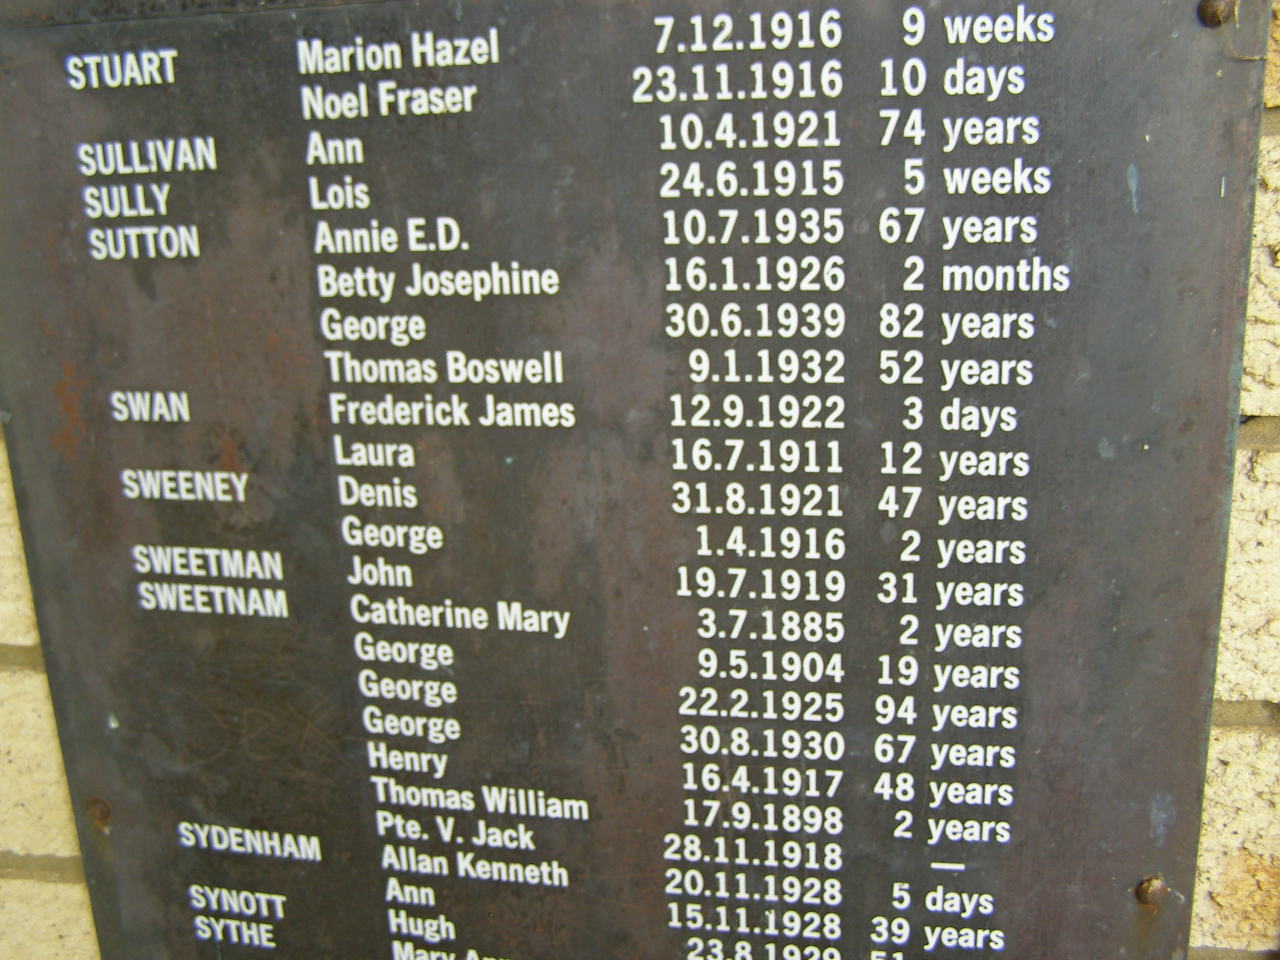 STUART Marion Hazel 7.12.1916 9 weeks
Noel Fraser 23.11.1916 10 days
SULLIVAN Ann 10.4.1921 74 years
SULLY Lois 24.6.1915 5 weeks
SUTTON Annie E.D. 10.7.1935 67 years
Betty Josephine 16.1.1926 2 months
George 30.6.1939 82 years
Thomas Boswell 9.1.1932 52 years
SWAN Frederick James 12.9.1922 3 days
Laura 16.7.1911 12 years
SWEENEY Denis 31.8.1921 47 years
George 1.4.1916 2 years
SWEETMAN John 19.7.1919 31 years
SWEETNAM Catherine Mary 3.7.1885 2 years
George 9.5.1904 19 years
George 22.2.1925 94 years
George 30.8.1930 67 years
Henry 16.4.1917 48 years
Thomas William 17.9.1898 2 years
Pte. V. Jack 28.11.1918 —
SYDENHAM Allan Kenneth 20.11.1928 5 days
SYNOTT Ann 15.11.1928 39 years
SYTHE Hugh 23.8.1929 51
Mary